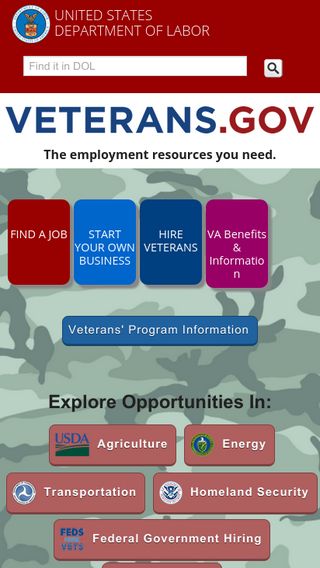 UNITED STATES
DEPARTMENT OF LABOR
Find it in DOL
VETERANS.GOV
The employment resources you need.
FIND A JOB
START
YOUR OWN
BUSINESS
HIRE
VETERANS
VA Benefits
&
Informatio
n
Veterans' Program Information
Explore Opportunities In:
USDA Agriculture
Energy
Transportation
Homeland Security
FEDS
HIRE
VETS
Federal Government Hiring